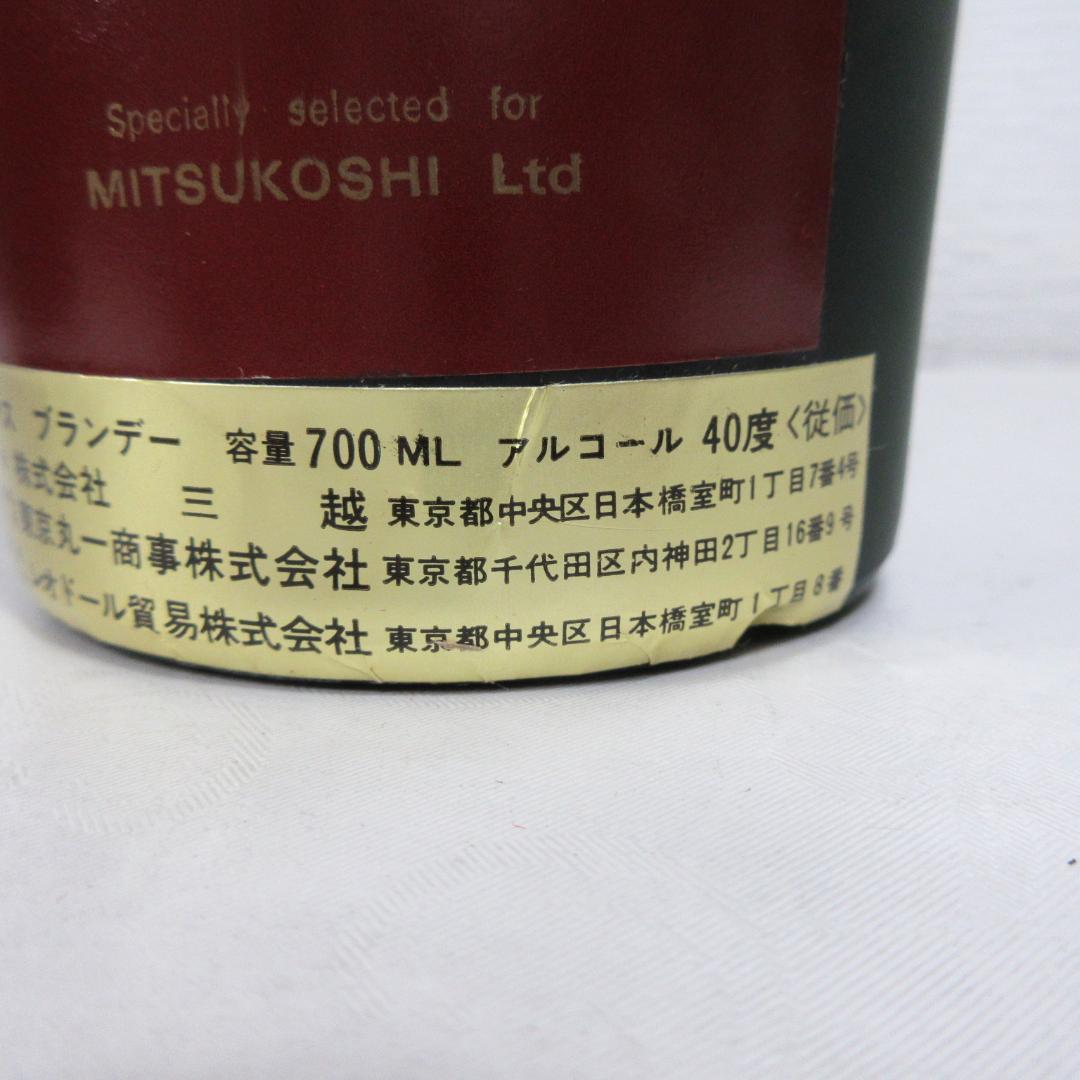 Specially selected for
MITSUKOSHI Ltd
ス ブランデー 容量 700 ML アルコール 40度〈従価〉
株式会社 三越 東京都中央区日本橋室町1丁目7番4号
東京丸一商事株式会社 東京都千代田区内神田2丁目16番9号
オドール貿易株式会社 東京都中央区日本橋室町1丁目8番